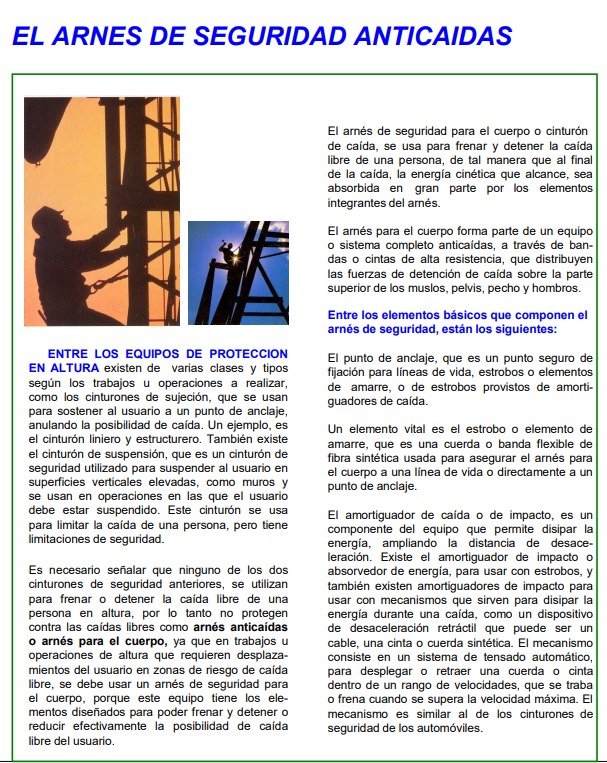 EL ARNES DE SEGURIDAD ANTICAIDAS
ENTRE LOS EQUIPOS DE PROTECCION
EN ALTURA existen de varias clases y tipos
según los trabajos u operaciones a realizar,
como los cinturones de sujeción, que se usan
para sostener al usuario a un punto de anclaje,
anulando la posibilidad de caída. Un ejemplo, es
el cinturón liniero y estructurero. También existe
el cinturón de suspensión, que es un cinturón de
seguridad utilizado para suspender al usuario en
superficies verticales elevadas, como muros y
se usan en operaciones en las que el usuario
debe estar suspendido. Este cinturón se usa
para limitar la caída de una persona, pero tiene
limitaciones de seguridad.
Es necesario señalar que ninguno de los dos
cinturones de seguridad anteriores, se utilizan
para frenar o detener la caída libre de una
persona en altura, por lo tanto no protegen
contra las caídas libres como arnés anticaídas
o arnés para el cuerpo, ya que en trabajos u
operaciones de altura que requieren desplaza-
mientos del usuario en zonas de riesgo de caída
libre, se debe usar un arnés de seguridad para
el cuerpo, porque este equipo tiene los ele-
mentos diseñados para poder frenar y detener o
reducir efectivamente la posibilidad de caída
libre del usuario.
El arnés de seguridad para el cuerpo o cinturón
de caída, se usa para frenar y detener la caída
libre de una persona, de tal manera que al final
de la caída, la energía cinética que alcance, sea
absorbida en gran parte por los elementos
integrantes del arnés.
El arnés para el cuerpo forma parte de un equipo
o sistema completo anticaídas, a través de ban-
das o cintas de alta resistencia, que distribuyen
las fuerzas de detención de caída sobre la parte
superior de los muslos, pelvis, pecho y hombros.
Entre los elementos básicos que componen el
arnés de seguridad, están los siguientes:
El punto de anclaje, que es un punto seguro de
fijación para líneas de vida, estrobos o elementos
de amarre, o de estrobos provistos de amorti-
guadores de caída.
Un elemento vital es el estrobo o elemento de
amarre, que es una cuerda o banda flexible de
fibra sintética usada para asegurar el arnés para
el cuerpo a una línea de vida o directamente a un
punto de anclaje.
El amortiguador de caída o de impacto, es un
componente del equipo que permite disipar la
energía, ampliando la distancia de desace-
leración. Existe el amortiguador de impacto o
absorvedor de energía, para usar con estrobos, y
también existen amortiguadores de impacto para
usar con mecanismos que sirven para disipar la
energía durante una caída, como un dispositivo
de desaceleración retráctil que puede ser un
cable, una cinta o cuerda sintética. El mecanismo
consiste en un sistema de tensado automático,
para desplegar o retraer una cuerda o cinta
dentro de un rango de velocidades, que se traba
o frena cuando se supera la velocidad máxima. El
mecanismo es similar al de los cinturones de
seguridad de los automóviles.